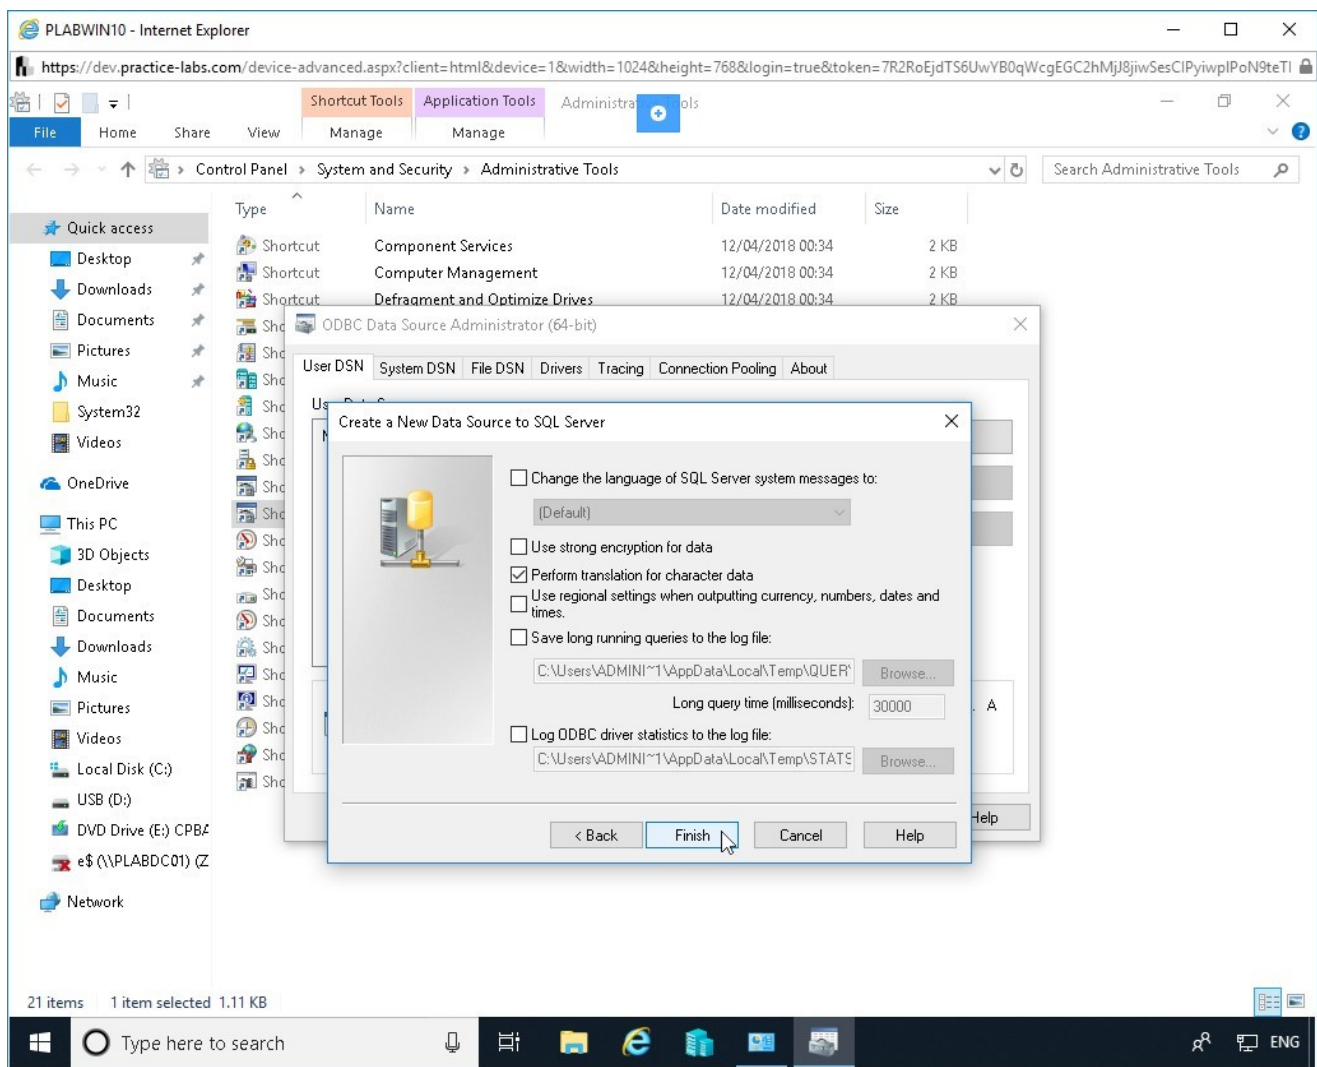 PLABWIN10 - Internet Explorer
https://dev.practice-labs.com/device-advanced.aspx?client=html&device=1&width=1024&height=768&login=true&token=
Shortcut Tools
Application Tools
File
Home
Share
View
Manage
Manage
Control Panel > System and Security > Administrative Tools
Search Administrative Tools
Type
Name
Date modified
Size
Quick access
Desktop
Downloads
Documents
Pictures
Music
System32
Videos
OneDrive
This PC
3D Objects
Desktop
Documents
Downloads
Music
Pictures
Videos
Local Disk (C:)
USB (D:)
DVD Drive (E:) CPBA
e$ (\\PLABDC01) (Z
Network
Shortcut Component Services 12/04/2018 00:34 2 KB
Shortcut Computer Management 12/04/2018 00:34 2 KB
Shortcut Defragment and Optimize Drives 12/04/2018 00:34 2 KB
ODBC Data Source Administrator (64-bit)
User DSN System DSN File DSN Drivers Tracing Connection Pooling About
Create a New Data Source to SQL Server
Change the language of SQL Server system messages to:
(Default)
Use strong encryption for data
Perform translation for character data
Use regional settings when outputting currency, numbers, dates and
times.
Save long running queries to the log file:
C:\Users\ADMINI~1\AppData\Local\Temp\QUERY
Browse...
Long query time (milliseconds):
30000
Log ODBC driver statistics to the log file:
C:\Users\ADMINI~1\AppData\Local\Temp\STATS
Browse...
< Back
Finish
Cancel
Help
Help
21 items
1 item selected 1.11 KB
Type here to search
ENG